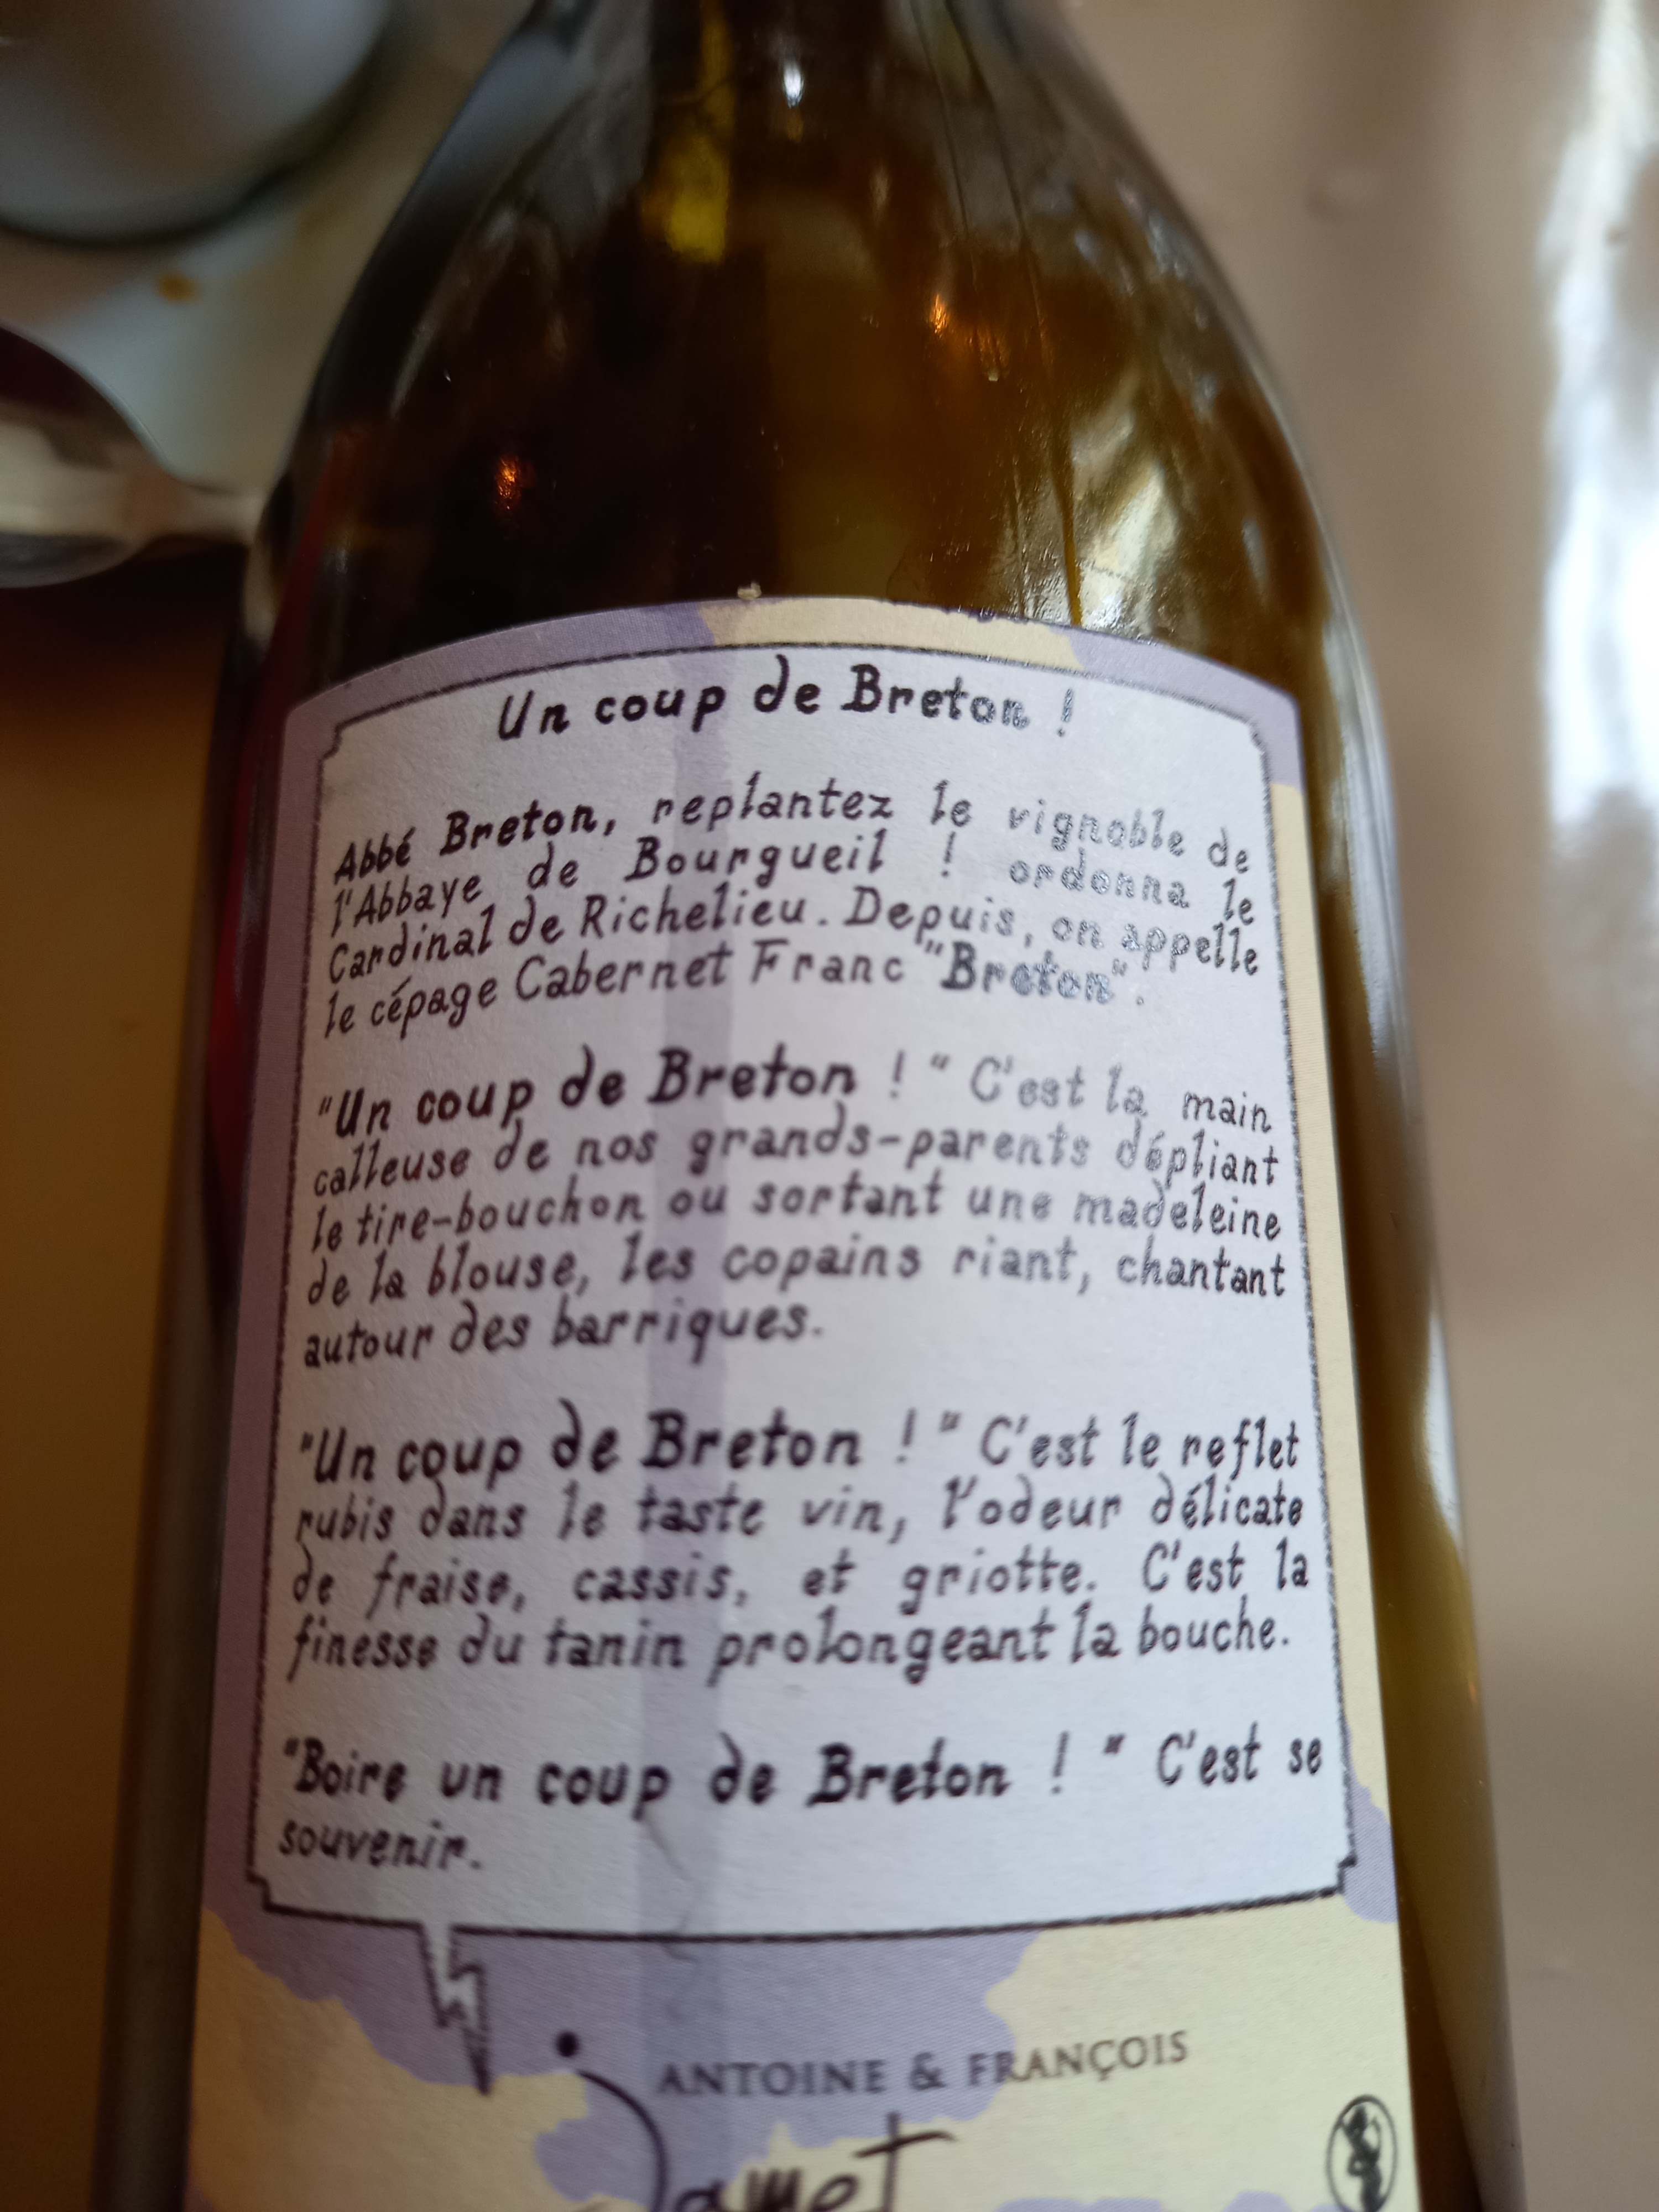 Un coup de Breton !
Abbé Breton, replantez le vignoble de
l'Abbaye de Bourgueil ! ordonna le
Cardinal de Richelieu. Depuis, on appelle
le cépage Cabernet Franc "Breton".
"Un coup de Breton ! " C'est la main
calleuse de nos grands-parents dépliant
le tire-bouchon ou sortant une madeleine
de la blouse, les copains riant, chantant
autour des barriques.
"Un coup de Breton ! " C'est le reflet
rubis dans le taste vin, l'odeur délicate
de fraise, cassis, et griotte. C'est la
finesse du tanin prolongeant la bouche.
"Boire un coup de Breton ! " C'est se
souvenir.
ANTOINE & FRANÇOIS
Jamet